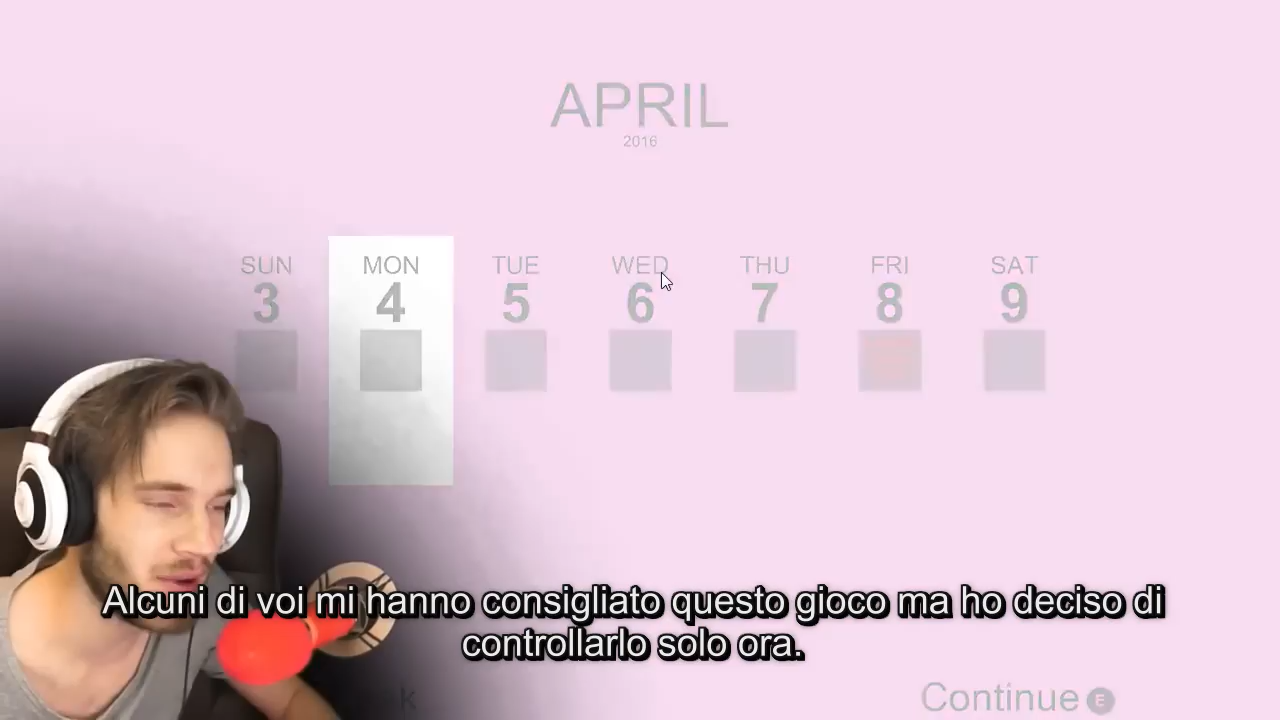 APRIL
2016
SUN MON TUE WED THU FRI SAT
3 4 5 6 7 8 9
Alcuni di voi mi hanno consigliato questo gioco ma ho deciso di
controllarlo solo ora.
Continue E